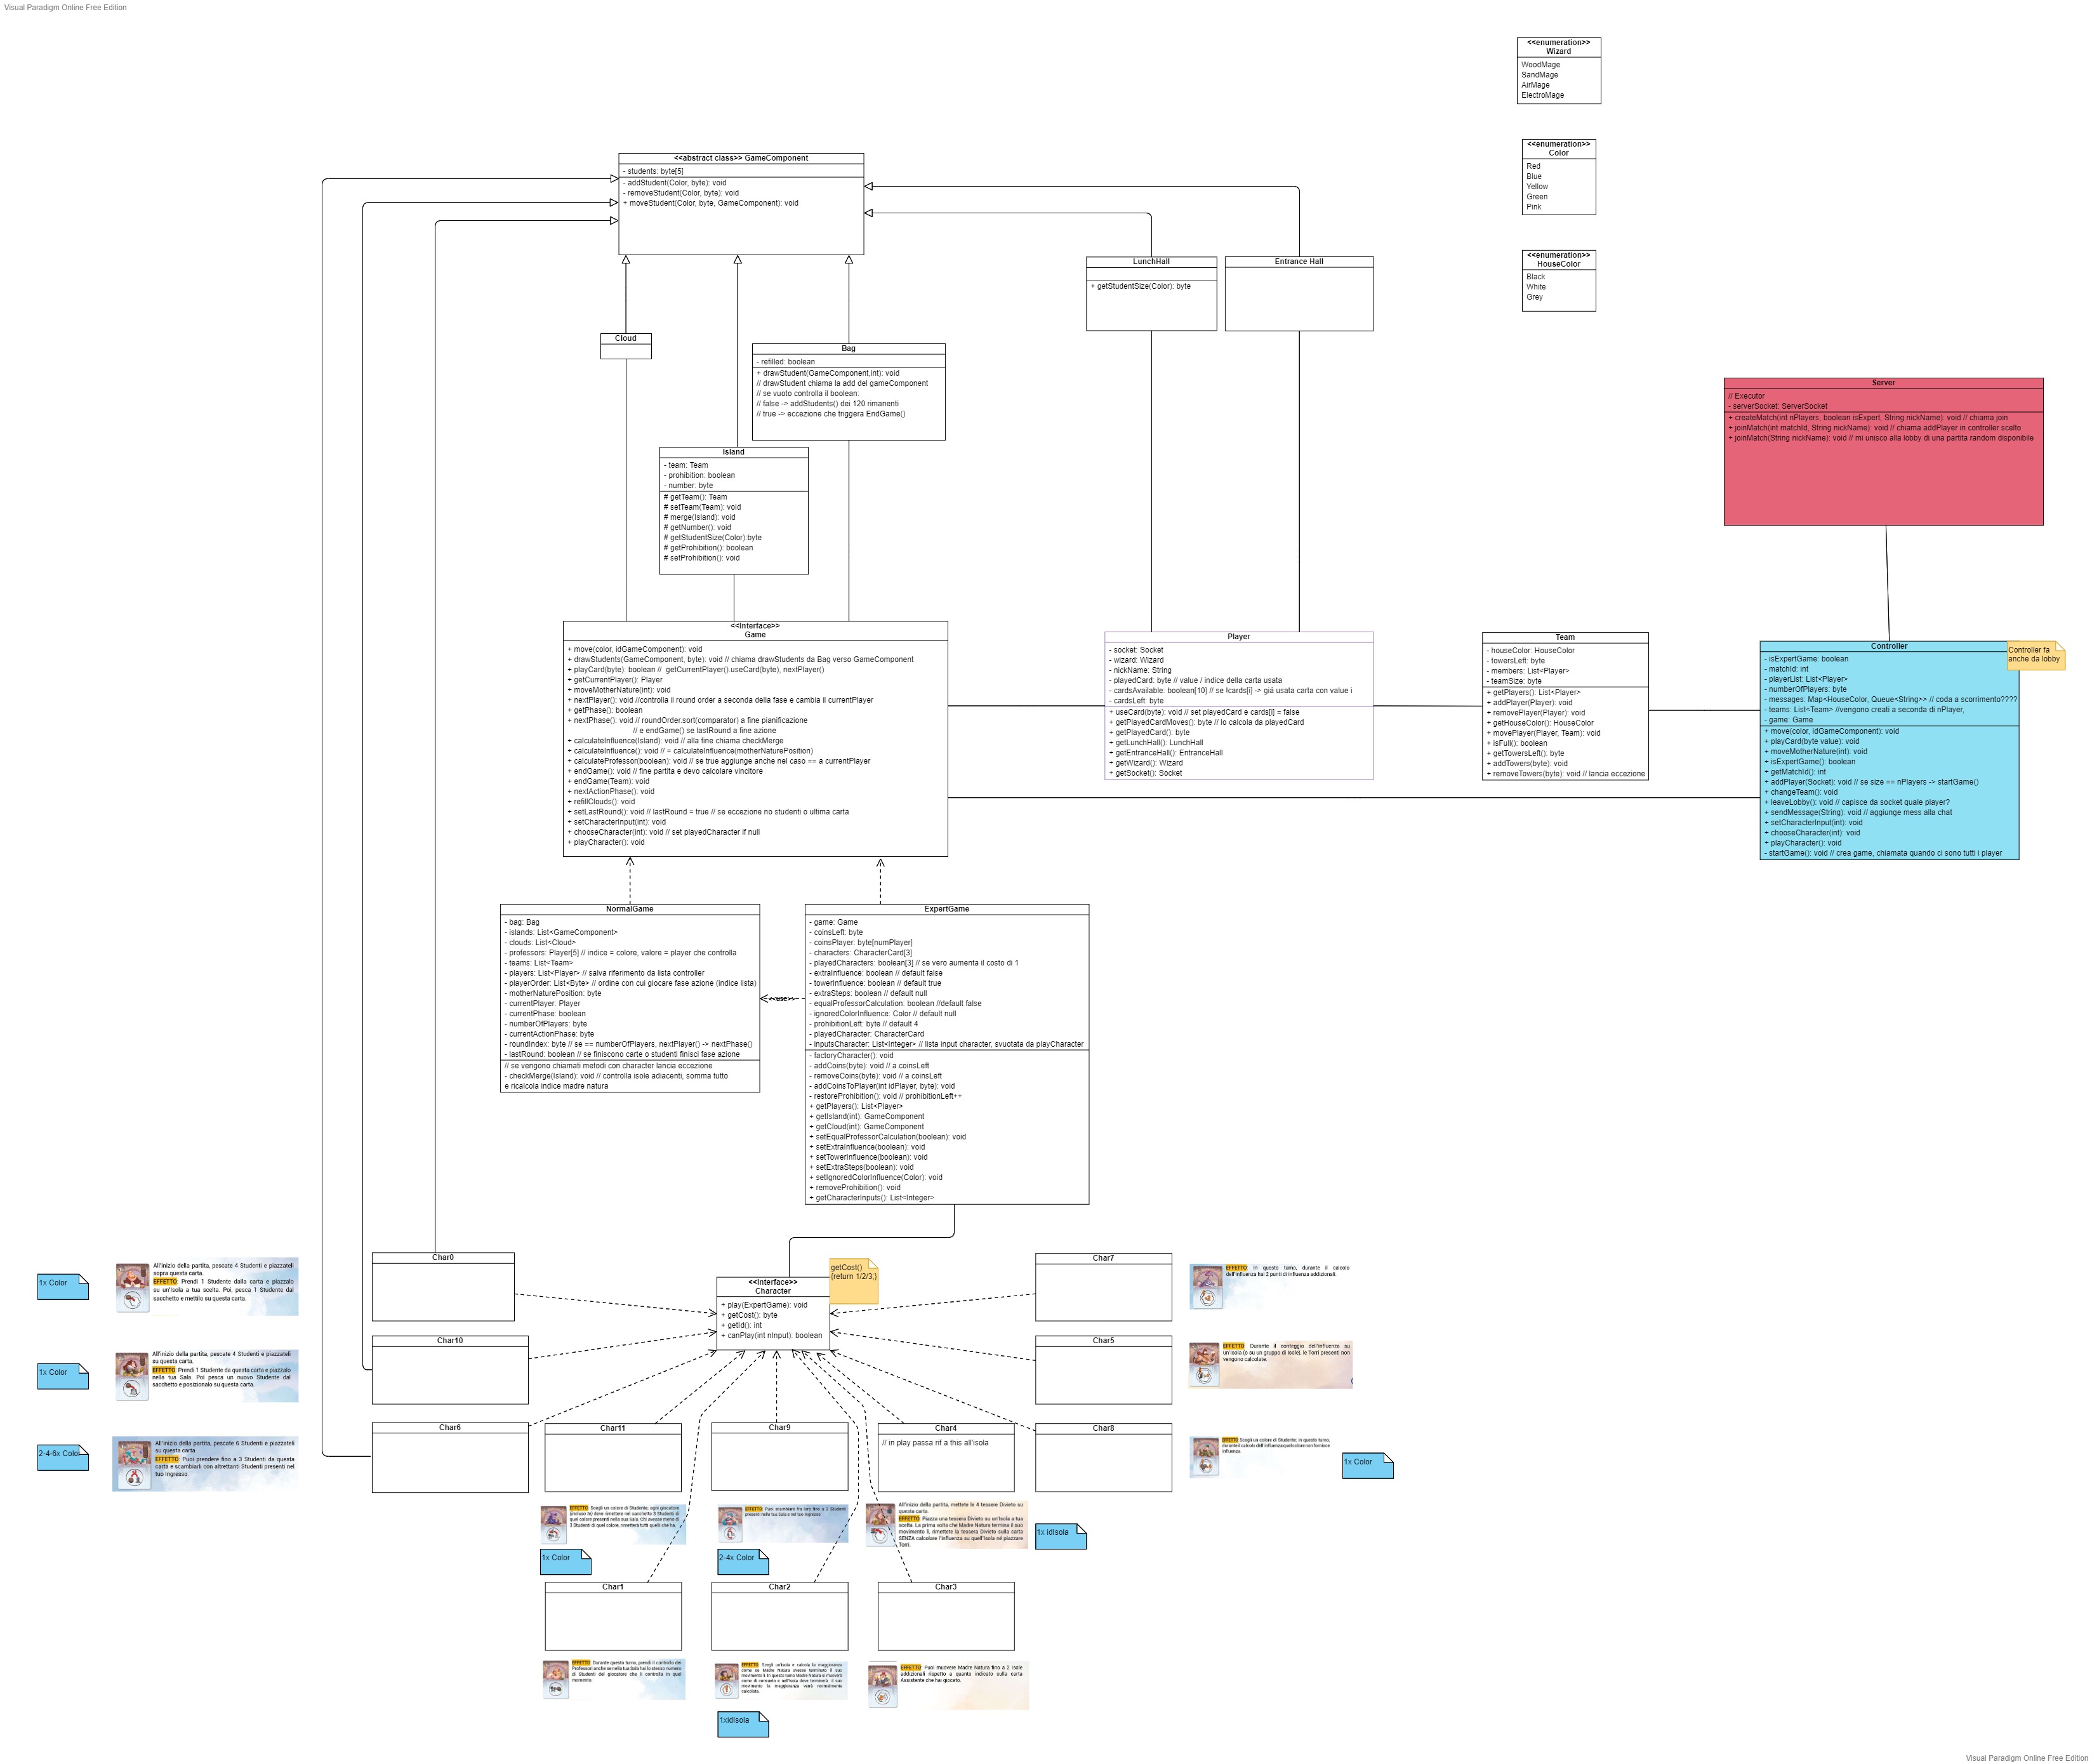 Visual Paradigm Online Free Edition
<<enumeration>>
Wizard
WoodMage
SandMage
AirMage
ElectroMage
<<enumeration>>
Color
Red
Blue
Yellow
Green
Pink
<<enumeration>>
HouseColor
Black
White
Grey
<<abstract class>> GameComponent
- students: byte[5]
- addStudent(Color, byte): void
- removeStudent(Color, byte): void
+ moveStudent(Color, byte, GameComponent): void
LunchHall
+ getStudentSize(Color): byte
Entrance Hall
Cloud
Bag
- refilled: boolean
+ drawStudent(GameComponent,int): void
// drawStudent chiama la add del gameComponent
// se vuoto controlla il boolean:
// false -> addStudents() dei 120 rimanenti
// true -> eccezione che triggera EndGame()
Island
- team: Team
- prohibition: boolean
- number: byte
# getTeam(): Team
# setTeam(Team): void
# merge(Island): void
# getNumber(): void
# getStudentSize(Color):byte
# getProhibition(): boolean
# setProhibition(): void
Server
// Executor
- serverSocket: ServerSocket
+ createMatch(int nPlayers, boolean isExpert, String nickName): void // chiama join
+ joinMatch(int matchId, String nickName): void // chiama addPlayer in controller scelto
+ joinMatch(String nickName): void // mi unisco alla lobby di una partita random disponibile
<<Interface>>
Game
+ move(color, idGameComponent): void
+ drawStudents(GameComponent, byte): void // chiama drawStudents da Bag verso GameComponent
+ playCard(byte): boolean //  getCurrentPlayer().useCard(byte), nextPlayer()
+ getCurrentPlayer(): Player
+ moveMotherNature(int): void
+ nextPlayer(): void //controlla il round order a seconda della fase e cambia il currentPlayer
+ getPhase(): boolean
+ nextPhase(): void // roundOrder.sort(comparator) a fine pianificazione
// e endGame() se lastRound a fine azione
+ calculateInfluence(Island): void // alla fine chiama checkMerge
+ calculateInfluence(): void // = calculateInfluence(motherNaturePosition)
+ calculateProfessor(boolean): void // se true aggiunge anche nel caso == a currentPlayer
+ endGame(): void // fine partita e devo calcolare vincitore
+ endGame(Team): void
+ nextActionPhase(): void
+ refillClouds(): void
+ setLastRound(): void // lastRound = true // se eccezione no studenti o ultima carta
+ setCharacterInput(int): void
+ chooseCharacter(int): void // set playedCharacter if null
+ playCharacter(): void
Player
- socket: Socket
- wizard: Wizard
- nickName: String
- playedCard: byte // value / indice della carta usata
- cardsAvailable: boolean[10] // se !cards[i] -> giá usata carta con value i
- cardsLeft: byte
+ useCard(byte): void // set playedCard e cards[i] = false
+ getPlayedCardMoves(): byte // lo calcola da playedCard
+ getPlayedCard(): byte
+ getLunchHall(): LunchHall
+ getEntranceHall(): EntranceHall
+ getWizard(): Wizard
+ getSocket(): Socket
Team
- houseColor: HouseColor
- towersLeft: byte
- members: List<Player>
- teamSize: byte
+ getPlayers(): List<Player>
+ addPlayer(Player): void
+ removePlayer(Player): void
+ getHouseColor(): HouseColor
+ movePlayer(Player, Team): void
+ isFull(): boolean
+ getTowersLeft(): byte
+ addTowers(byte): void
+ removeTowers(byte): void // lancia eccezione
Controller
- isExpertGame: boolean
- matchId: int
- playerList: List<Player>
- numberOfPlayers: byte
- messages: Map<HouseColor, Queue<String>> // coda a scorrimento????
- teams: List<Team> //vengono creati a seconda di nPlayer,
- game: Game
+ move(color, idGameComponent): void
+ playCard(byte value): void
+ moveMotherNature(int): void
+ isExpertGame(): boolean
+ getMatchId(): int
+ addPlayer(Socket): void // se size == nPlayers -> startGame()
+ changeTeam(): void
+ leaveLobby(): void // capisce da socket quale player?
+ sendMessage(String): void // aggiunge mess alla chat
+ setCharacterInput(int): void
+ chooseCharacter(int): void
+ playCharacter(): void
- startGame(): void // crea game, chiamata quando ci sono tutti i player
Controller fa
anche da lobby
NormalGame
- bag: Bag
- islands: List<GameComponent>
- clouds: List<Cloud>
- professors: Player[5] // indice = colore, valore = player che controlla
- teams: List<Team>
- players: List<Player> // salva riferimento da lista controller
- playerOrder: List<Byte> // ordine con cui giocare fase azione (indice lista)
- motherNaturePosition: byte
- currentPlayer: Player
- currentPhase: boolean
- numberOfPlayers: byte
- currentActionPhase: byte
- roundIndex: byte // se == numberOfPlayers, nextPlayer() -> nextPhase()
- lastRound: boolean // se finiscono carte o studenti finisci fase azione
// se vengono chiamati metodi con character lancia eccezione
- checkMerge(Island): void // controlla isole adiacenti, somma tutto
e ricalcola indice madre natura
<<use>>
ExpertGame
- game: Game
- coinsLeft: byte
- coinsPlayer: byte[numPlayer]
- characters: CharacterCard[3]
- playedCharacters: boolean[3] // se vero aumenta il costo di 1
- extraInfluence: boolean // default false
- towerInfluence: boolean // default true
- extraSteps: boolean // default null
- equalProfessorCalculation: boolean //default false
- ignoredColorInfluence: Color // default null
- prohibitionLeft: byte // default 4
- playedCharacter: CharacterCard
- inputsCharacter: List<Integer> // lista input character, svuotata da playCharacter
- factoryCharacter(): void
- addCoins(byte): void // a coinsLeft
- removeCoins(byte): void // a coinsLeft
- addCoinsToPlayer(int idPlayer, byte): void
- restoreProhibition(): void // prohibitionLeft++
+ getPlayers(): List<Player>
+ getIsland(int): GameComponent
+ getCloud(int): GameComponent
+ setEqualProfessorCalculation(boolean): void
+ setExtraInfluence(boolean): void
+ setTowerInfluence(boolean): void
+ setExtraSteps(boolean): void
+ setIgnoredColorInfluence(Color): void
+ removeProhibition(): void
+ getCharacterInputs(): List<Integer>
1x Color
All'inizio della partita, pescate 4 Studenti e piazzateli
sopra questa carta.
EFFETTO: Prendi 1 Studente dalla carta e piazzalo
su un'Isola a tua scelta. Poi, pesca 1 Studente dal
sacchetto e mettilo su questa carta.
Char0
<<Interface>>
Character
+ play(ExpertGame): void
+ getCost(): byte
+ getId(): int
+ canPlay(int nInput): boolean
getCost()
{return 1/2/3;}
Char7
EFFETTO: In questo turno, durante il calcolo
dell'influenza hai 2 punti di influenza addizionali.
1x Color
All'inizio della partita, pescate 4 Studenti e piazzateli
su questa carta.
EFFETTO: Prendi 1 Studente da questa carta e piazzalo
nella tua Sala. Poi pesca un nuovo Studente dal
sacchetto e posizionalo su questa carta.
Char10
Char5
EFFETTO: Durante il conteggio dell'influenza su
un'Isola (o su un gruppo di Isole), le Torri presenti non
vengono calcolate.
2-4-6x Color
All'inizio della partita, pescate 6 Studenti e piazzateli
su questa carta.
EFFETTO: Puoi prendere fino a 3 Studenti da questa
carta e scambiarli con altrettanti Studenti presenti nel
tuo Ingresso.
Char6
Char11
Char9
Char4
// in play passa rif a this all'isola
Char8
EFFETTO: Scegli un colore di Studente; in questo turno,
durante il calcolo dell'influenza quel colore non fornisce
influenza.
1x Color
EFFETTO: Scegli un colore di Studente; ogni giocatore
(incluso te) deve rimettere nel sacchetto 3 Studenti di
quel colore presenti nella sua Sala. Chi avesse meno di
3 Studenti di quel colore, rimetterà tutti quelli che ha.
1x Color
EFFETTO: Puoi scambiare fra loro fino a 2 Studenti
presenti nella tua Sala e nel tuo Ingresso.
2-4x Color
All'inizio della partita, mettete le 4 tessere Divieto su
questa carta.
EFFETTO: Piazza una tessera Divieto su un'Isola a tua
scelta. La prima volta che Madre Natura termina il suo
movimento lì, rimettete la tessera Divieto sulla carta
SENZA calcolare l'influenza su quell'Isola né piazzare
Torri.
1x idIsola
Char1
Char2
Char3
EFFETTO: Durante questo turno, prendi il controllo dei
Professori anche se nella tua Sala hai lo stesso numero
di Studenti del giocatore che li controlla in quel
momento.
EFFETTO: Scegli un'Isola e calcola la maggioranza
come se Madre Natura avesse terminato il suo
movimento lì. In questo turno Madre Natura si muoverà
come di consueto e nell'Isola dove terminerà il suo
movimento la maggioranza verrà normalmente
calcolata.
EFFETTO: Puoi muovere Madre Natura fino a 2 Isole
addizionali rispetto a quanto indicato sulla carta
Assistente che hai giocato.
1xidIsola
Visual Paradigm Online Free Edition